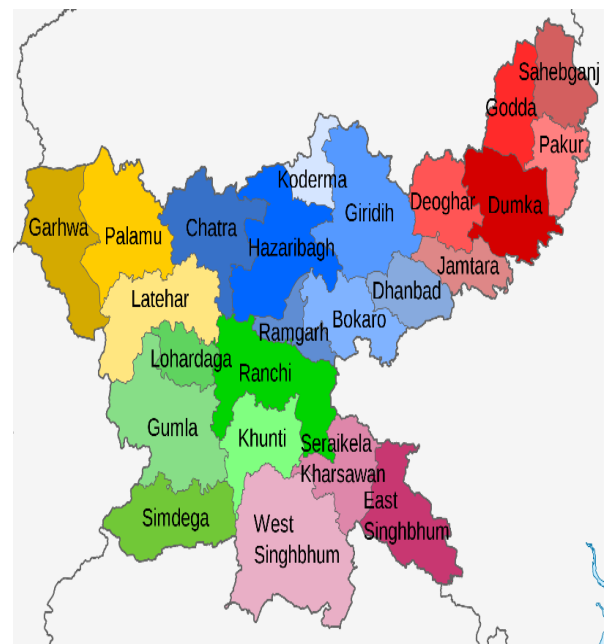 Sahebganj
Godda
Pakur
Koderma
Deoghar
Dumka
Giridih
Garhwa
Palamu
Chatra
Hazaribagh
Jamtara
Dhanbad
Latehar
Bokaro
Ramgarh
Lohardaga
Ranchi
Gumla
Khunti
Seraikela
Kharsawan
East
Singhbhum
Simdega
West
Singhbhum